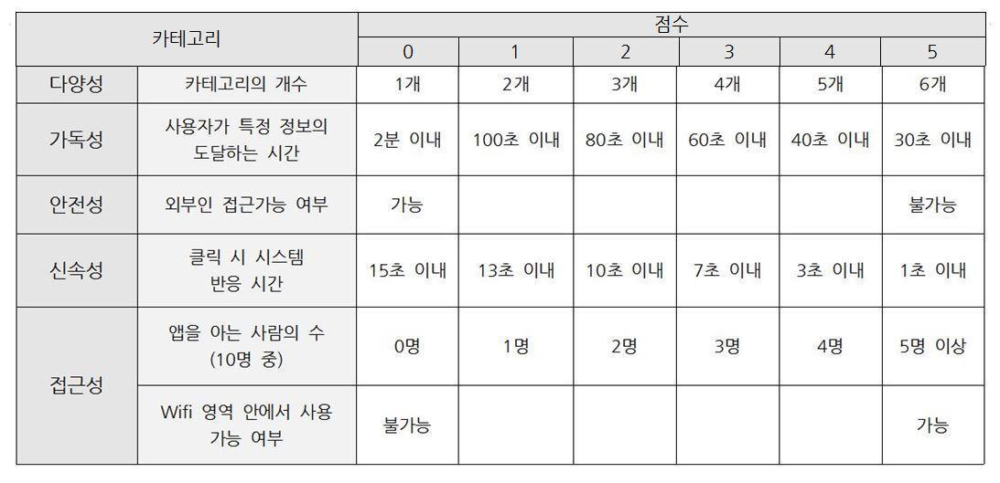 카테고리
점수
0 1 2 3 4 5
다양성 카테고리의 개수 1개 2개 3개 4개 5개 6개
가독성 사용자가 특정 정보의
도달하는 시간 2분 이내 100초 이내 80초 이내 60초 이내 40초 이내 30초 이내
안전성 외부인 접근가능 여부 가능 불가능
신속성 클릭 시 시스템
반응 시간 15초 이내 13초 이내 10초 이내 7초 이내 3초 이내 1초 이내
접근성 앱을 아는 사람의 수
(10명 중) 0명 1명 2명 3명 4명 5명 이상
Wifi 영역 안에서 사용
가능 여부 불가능 가능